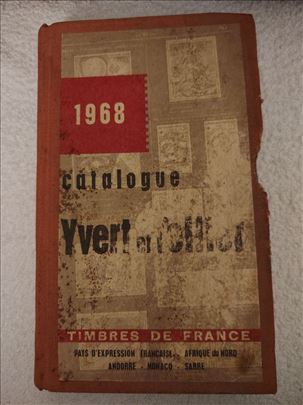 1968
catalogue
Yvert et Tellier
TIMBRES DE FRANCE
PAYS D'EXPRESSION FRANÇAISE - AFRIQUE DU NORD
ANDORRE - MONACO - SARRE